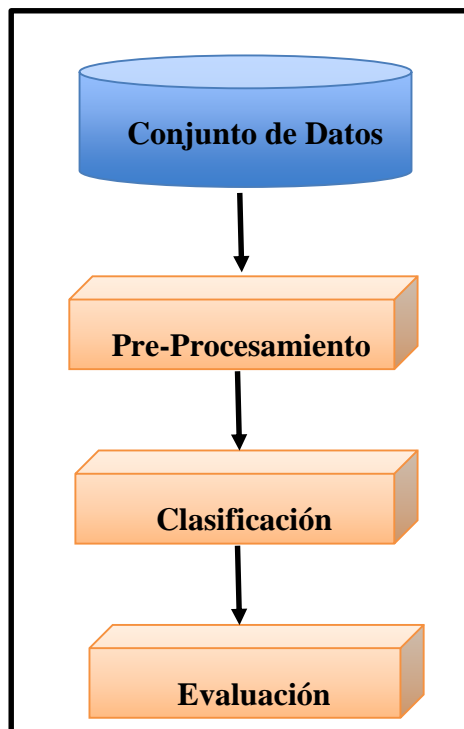 Conjunto de Datos
Pre-Procesamiento
Clasificación
Evaluación